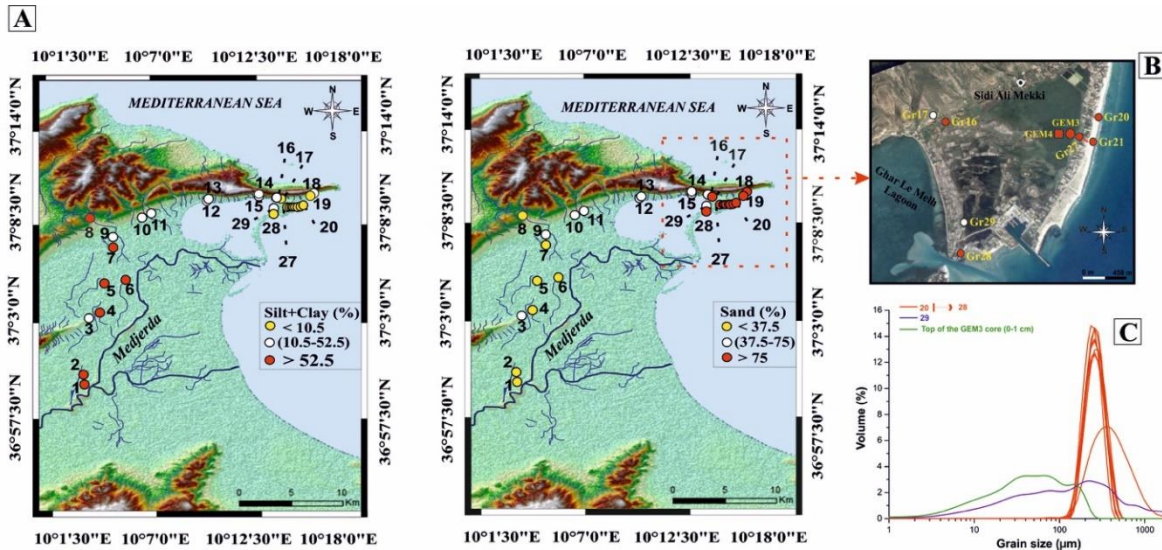 A
10°1'30"E 10°7'0"E 10°12'30"E 10°18'0"E
MEDITERRANEAN SEA
N
W E
S
37°14'0"N
37°8'30"N
37°3'0"N
36°57'30"N
16
17
13
14
18
12
15
19
8
11
29
10
9
28
20
7
27
5
6
4
3
Medjerda
2
1
Silt+Clay (%)
< 10.5
(10.5-52.5)
> 52.5
0 5 10
Km
10°1'30"E 10°7'0"E 10°12'30"E 10°18'0"E
10°1'30"E 10°7'0"E 10°12'30"E 10°18'0"E
MEDITERRANEAN SEA
N
W E
S
37°14'0"N
37°8'30"N
37°3'0"N
36°57'30"N
16
17
13
14
18
12
15
19
8
11
29
10
9
28
20
7
27
5
6
4
3
Medjerda
2
1
Sand (%)
< 37.5
(37.5-75)
> 75
0 5 10
Km
10°1'30"E 10°7'0"E 10°12'30"E 10°18'0"E
B
Sidi Ali Mekki
Gr17
Gr16
Gr20
GEM3
GEM4
Gr27
Gr21
Ghar Le Melh
Lagoon
Gr29
Gr28
N
W E
S
0 m 450 m
C
20 28
29
Top of the GEM3 core (0-1 cm)
Volume (%)
16
14
12
10
8
6
4
2
0
1 10 100 1000
Grain size (µm)